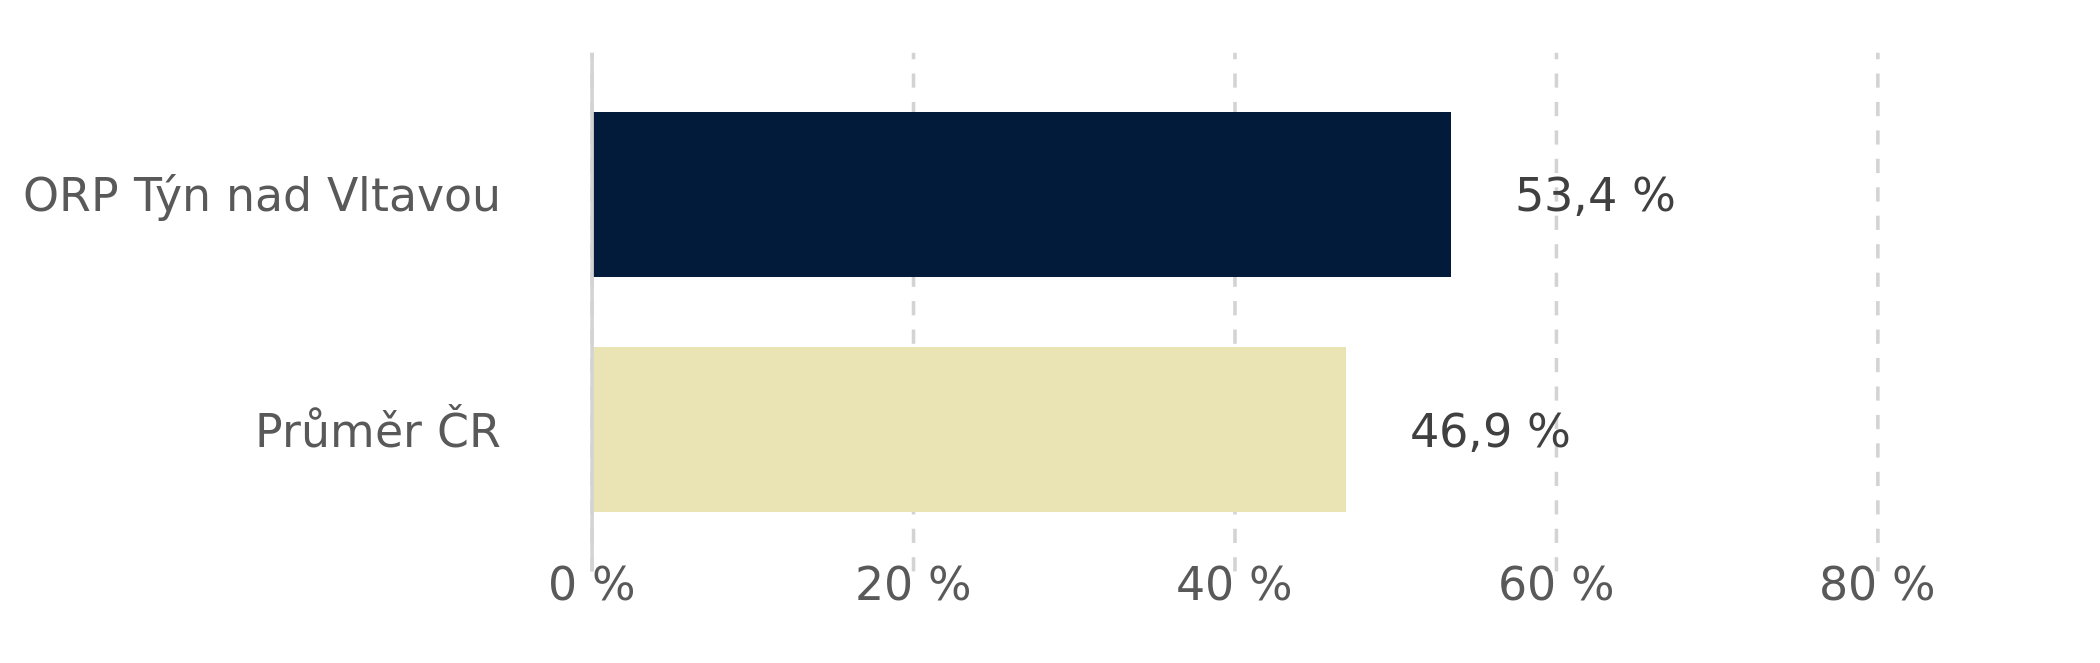 ORP Týn nad Vltavou
53,4 %
Průměr ČR
46,9 %
0 % 20 % 40 % 60 % 80 %